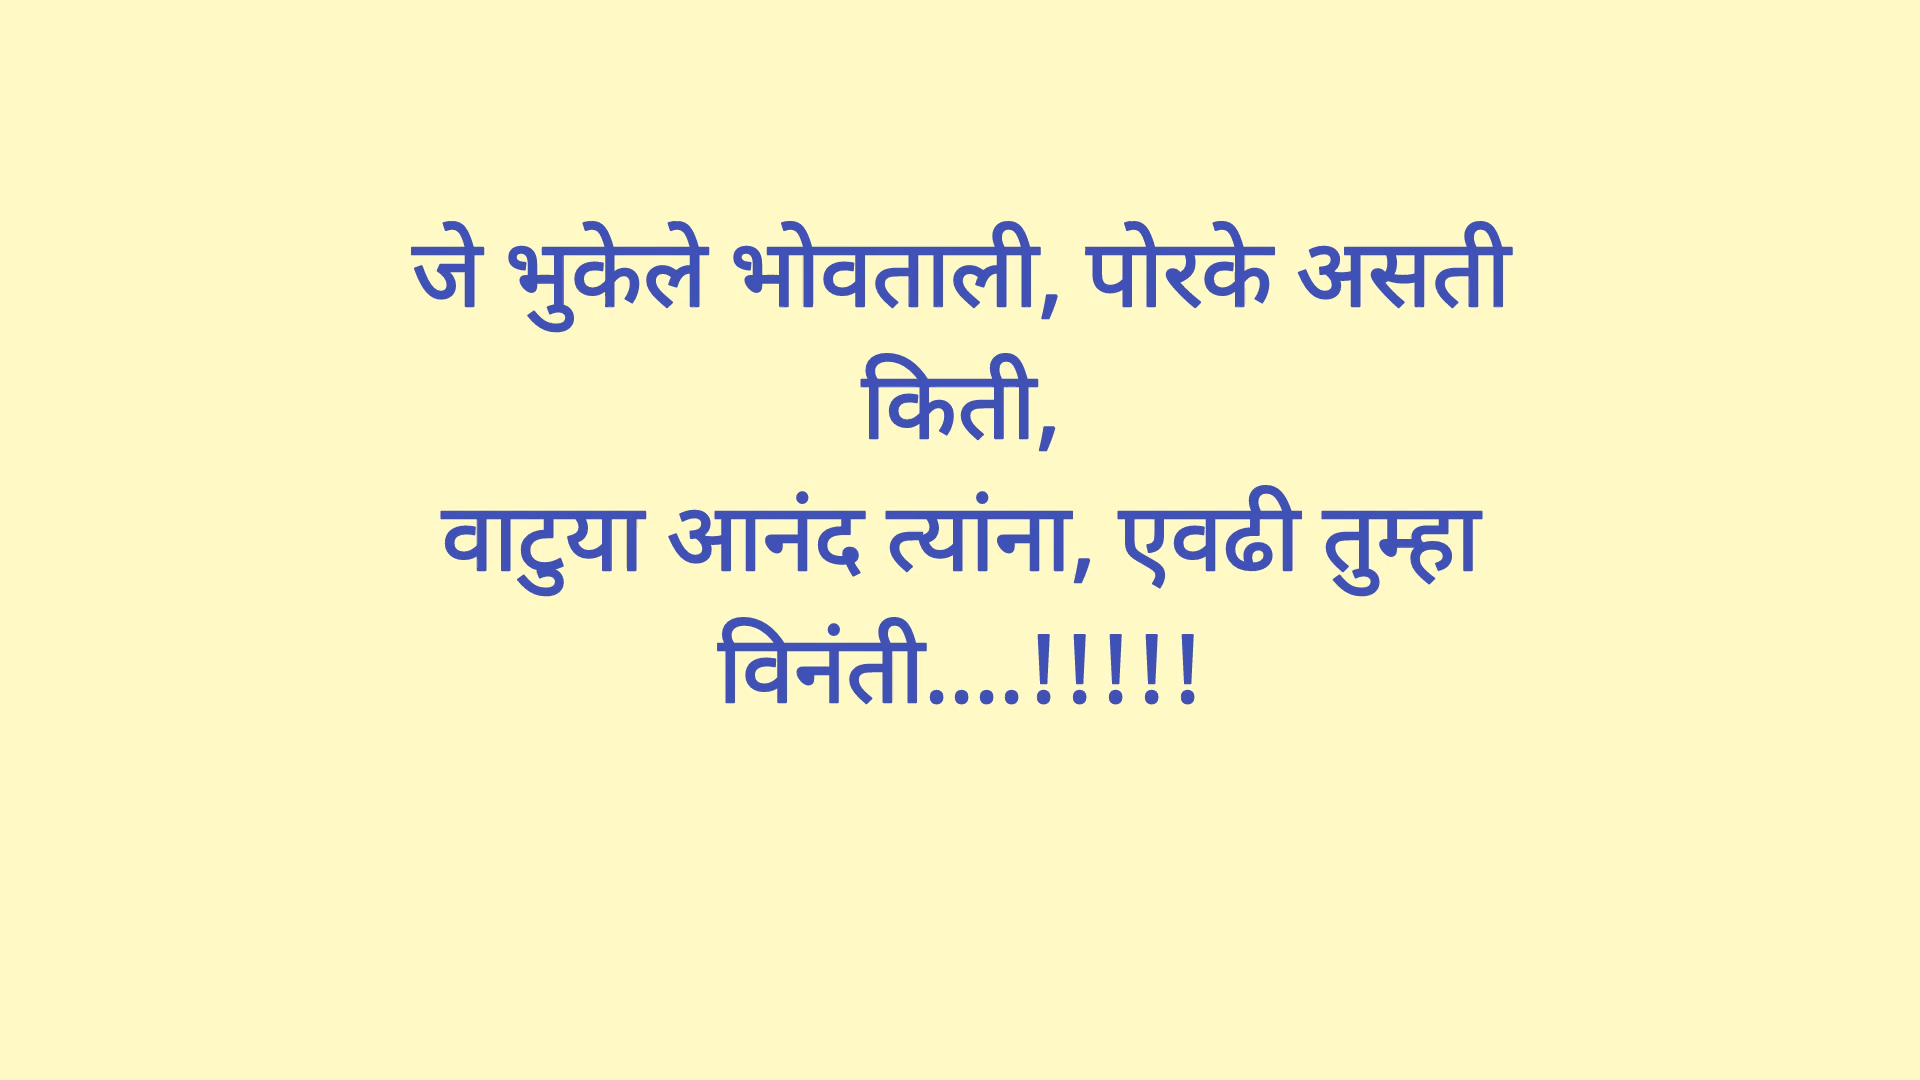 जे भुकेले भोवताली, पोरके असती
किती,
वाटुया आनंद त्यांना, एवढी तुम्हा
विनंती....!!!!!